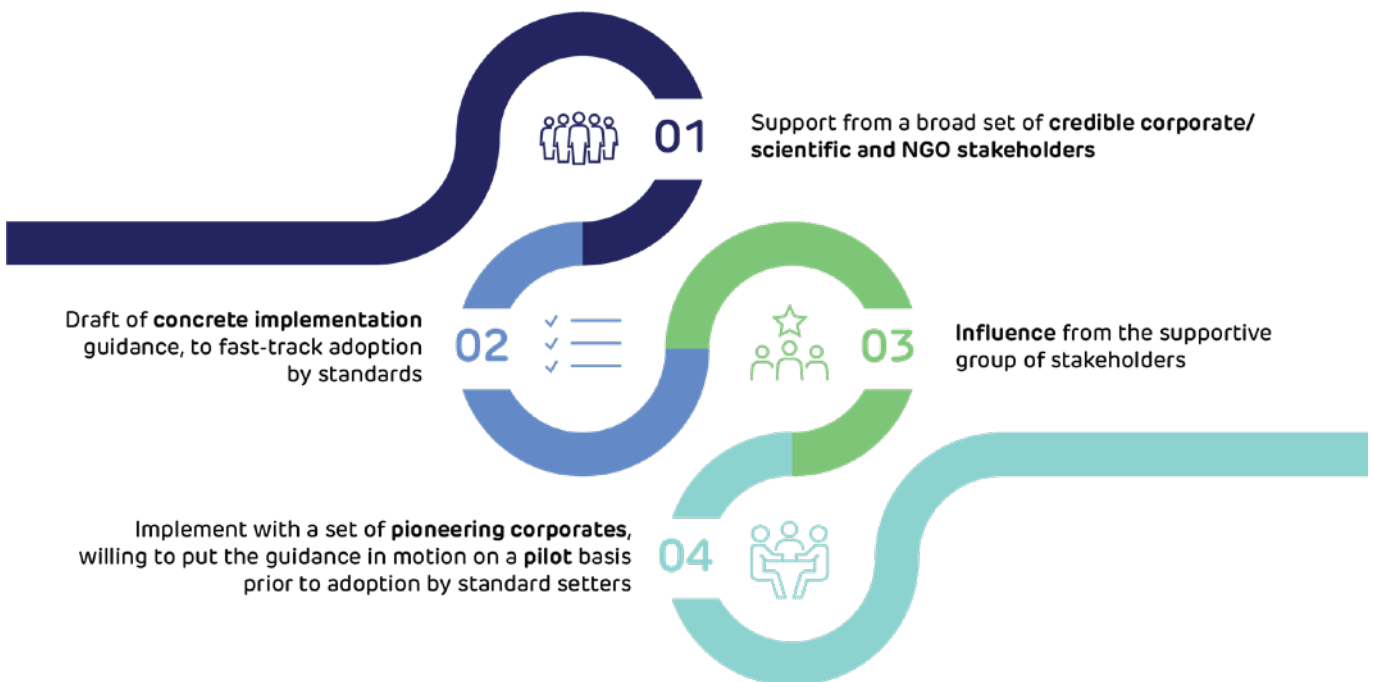 01
Support from a broad set of credible corporate/
scientific and NGO stakeholders
Draft of concrete implementation
guidance, to fast-track adoption
by standards
02
03
Influence from the supportive
group of stakeholders
Implement with a set of pioneering corporates,
willing to put the guidance in motion on a pilot basis
prior to adoption by standard setters
04